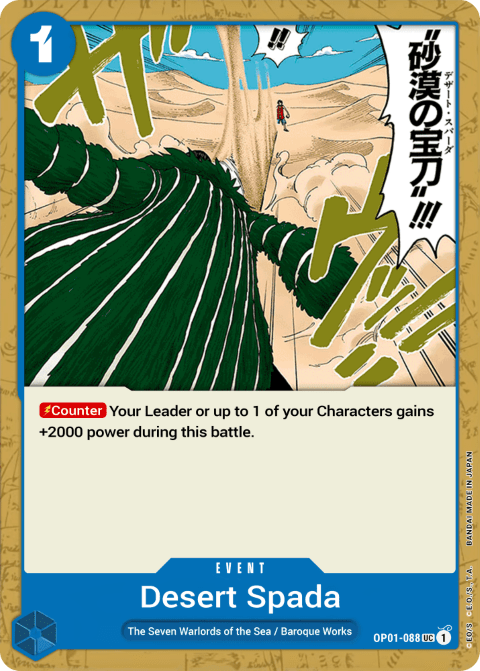 1
!!
"砂漠の宝刀"!!!
デザート・スパーダ
⚡Counter Your Leader or up to 1 of your Characters gains
+2000 power during this battle.
EVENT
Desert Spada
The Seven Warlords of the Sea / Baroque Works
OP01-088 UC 1
©E.O./S. ©E.O./S.,T.A. BANDAI MADE IN JAPAN